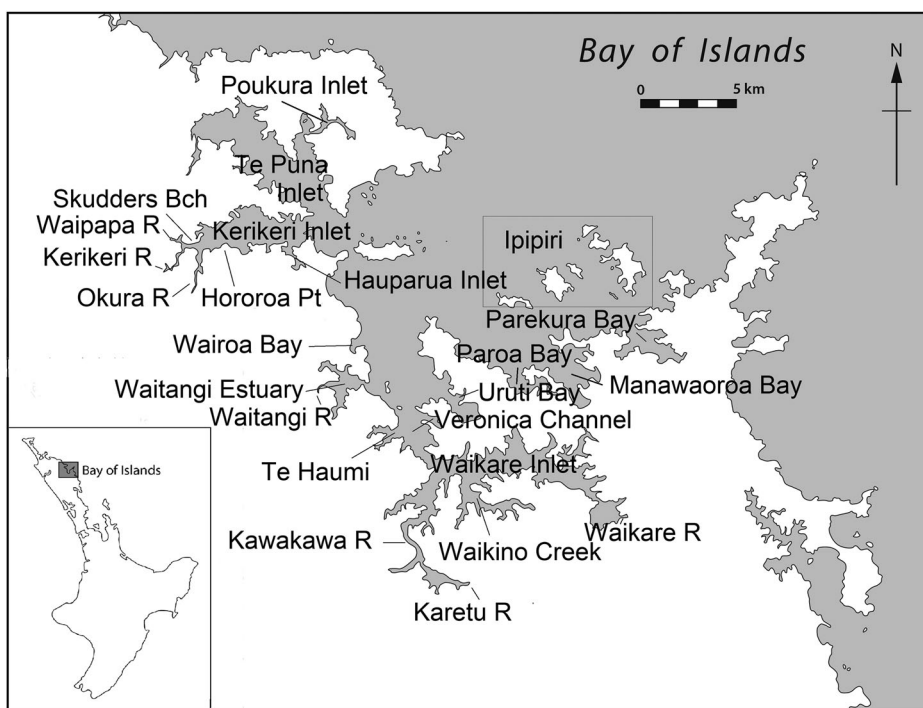 Bay of Islands
N
0 5 km
Poukura Inlet
Te Puna
Inlet
Skudders Bch
Waipapa R
Kerikeri Inlet
Ipipiri
Kerikeri R
Hauparua Inlet
Okura R
Hororoa Pt
Parekura Bay
Wairoa Bay
Paroa Bay
Waitangi Estuary
Uruti Bay
Manawaoroa Bay
Waitangi R
Veronica Channel
Te Haumi
Waikare Inlet
Bay of Islands
Kawakawa R
Waikino Creek
Waikare R
Karetu R